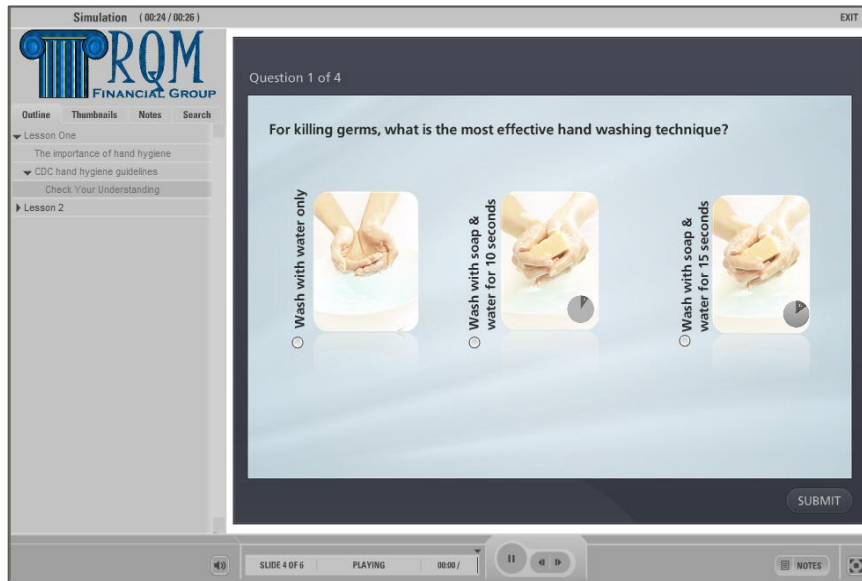 Simulation ( 00:24 / 00:26 )
EXIT
RQM
FINANCIAL GROUP
Outline Thumbnails Notes Search
Lesson One
The importance of hand hygiene
CDC hand hygiene guidelines
Check Your Understanding
Lesson 2
Question 1 of 4
For killing germs, what is the most effective hand washing technique?
Wash with water only
Wash with soap &
water for 10 seconds
Wash with soap &
water for 15 seconds
SUBMIT
SLIDE 4 OF 6 PLAYING 00:00 /
NOTES